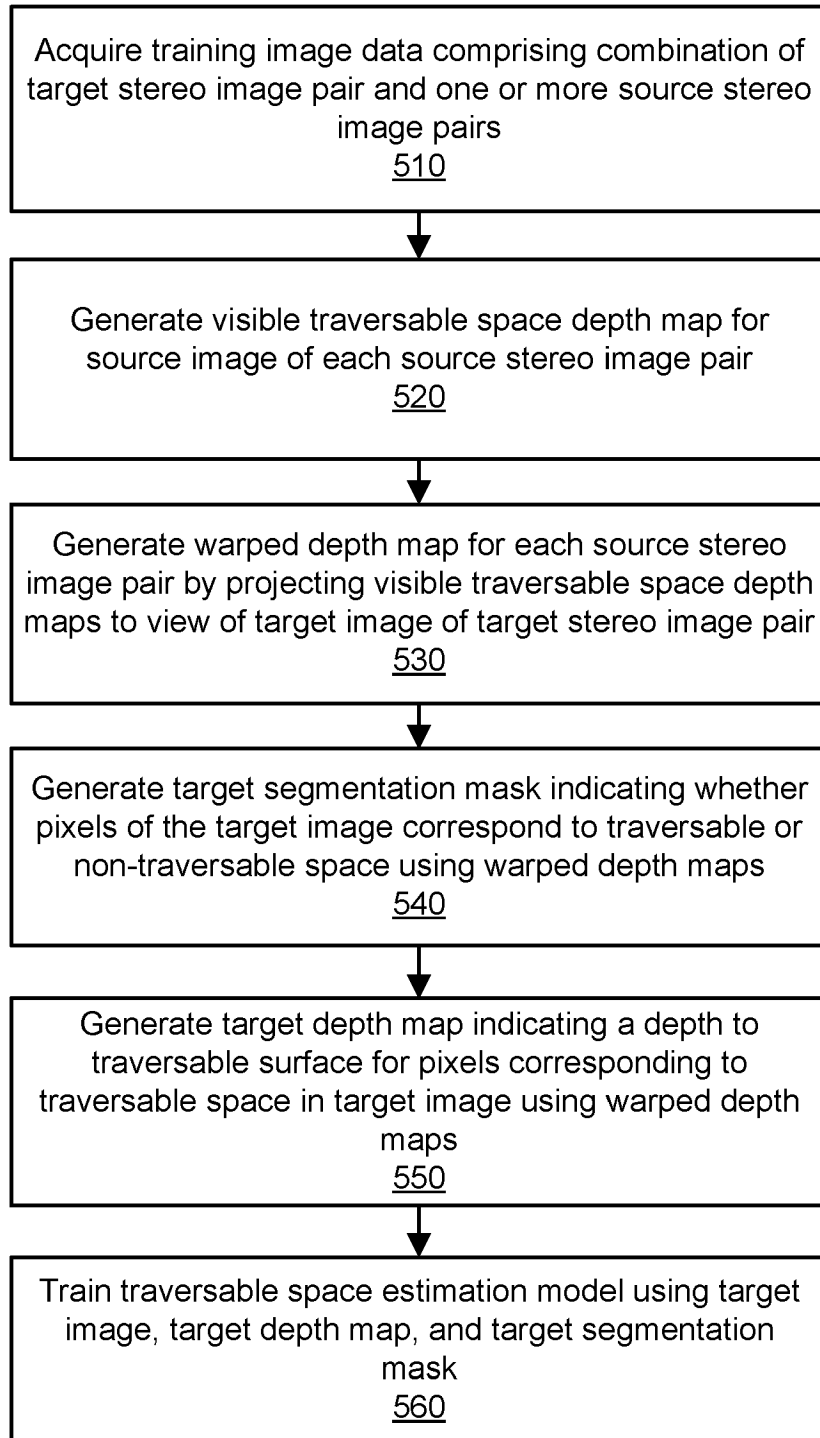 Acquire training image data comprising combination of
target stereo image pair and one or more source stereo
image pairs
510
Generate visible traversable space depth map for
source image of each source stereo image pair
520
Generate warped depth map for each source stereo
image pair by projecting visible traversable space depth
maps to view of target image of target stereo image pair
530
Generate target segmentation mask indicating whether
pixels of the target image correspond to traversable or
non-traversable space using warped depth maps
540
Generate target depth map indicating a depth to
traversable surface for pixels corresponding to
traversable space in target image using warped depth
maps
550
Train traversable space estimation model using target
image, target depth map, and target segmentation
mask
560